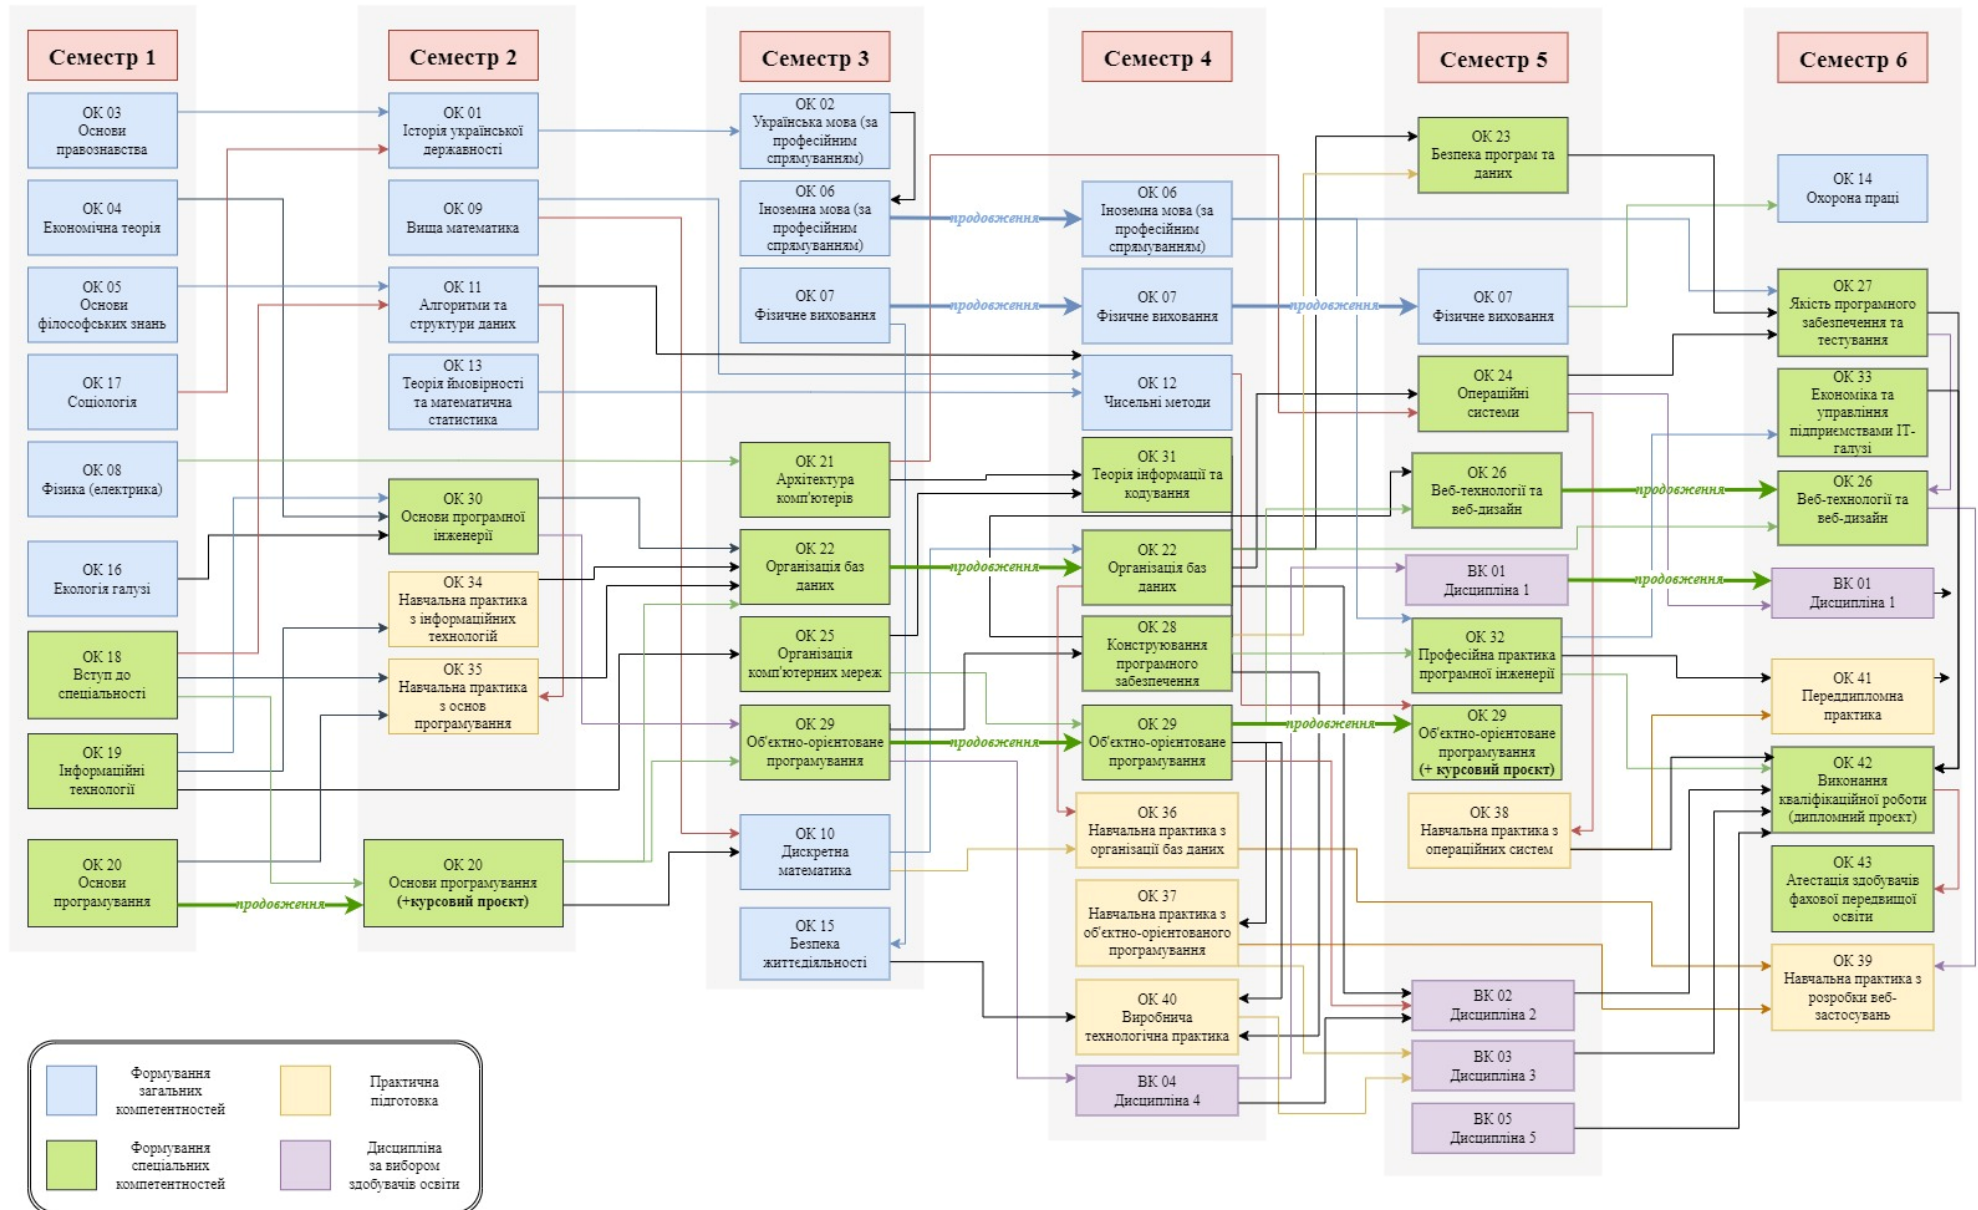 Семестр 1
ОК 03
Основи
правознавства
ОК 04
Економічна теорія
ОК 05
Основи
філософських знань
ОК 17
Соціологія
ОК 08
Фізика (електрика)
ОК 16
Екологія галузі
ОК 18
Вступ до
спеціальності
ОК 19
Інформаційні
технології
ОК 20
Основи
програмування
продовження
Семестр 2
ОК 01
Історія української
державності
ОК 09
Вища математика
ОК 11
Алгоритми та
структури даних
ОК 13
Теорія ймовірності
та математична
статистика
ОК 30
Основи програмної
інженерії
ОК 34
Навчальна практика
з інформаційних
технологій
ОК 35
Навчальна практика
з основ
програмування
ОК 20
Основи програмування
(+курсовий проєкт)
Семестр 3
ОК 02
Українська мова (за
професійним
спрямуванням)
ОК 06
Іноземна мова (за
професійним
спрямуванням)
продовження
ОК 07
Фізичне виховання
продовження
ОК 21
Архітектура
комп'ютерів
ОК 22
Організація баз
даних
продовження
ОК 25
Організація
комп'ютерних мереж
ОК 29
Об'єктно-орієнтоване
програмування
продовження
ОК 10
Дискретна
математика
ОК 15
Безпека
життєдіяльності
Семестр 4
ОК 06
Іноземна мова (за
професійним
спрямуванням)
ОК 07
Фізичне виховання
продовження
ОК 12
Чисельні методи
ОК 31
Теорія інформації та
кодування
ОК 22
Організація баз
даних
ОК 28
Конструювання
програмного
забезпечення
ОК 29
Об'єктно-орієнтоване
програмування
продовження
ОК 36
Навчальна практика з
організації баз даних
ОК 37
Навчальна практика з
об'єктно-орієнтованого
програмування
ОК 40
Виробнича
технологічна практика
ВК 04
Дисципліна 4
Семестр 5
ОК 23
Безпека програм та
даних
ОК 07
Фізичне виховання
ОК 24
Операційні
системи
ОК 26
Веб-технології та
веб-дизайн
продовження
ВК 01
Дисципліна 1
продовження
ОК 32
Професійна практика
програмної інженерії
ОК 29
Об'єктно-орієнтоване
програмування
(+ курсовий проєкт)
ОК 38
Навчальна практика з
операційних систем
ВК 02
Дисципліна 2
ВК 03
Дисципліна 3
ВК 05
Дисципліна 5
Семестр 6
ОК 14
Охорона праці
ОК 27
Якість програмного
забезпечення та
тестування
ОК 33
Економіка та
управління
підприємствами ІТ-
галузі
ОК 26
Веб-технології та
веб-дизайн
ВК 01
Дисципліна 1
ОК 41
Переддипломна
практика
ОК 42
Виконання
кваліфікаційної роботи
(дипломний проєкт)
ОК 43
Атестація здобувачів
фахової передвищої
освіти
ОК 39
Навчальна практика з
розробки веб-
застосувань
Формування
загальних
компетентностей
Практична
підготовка
Формування
спеціальних
компетентностей
Дисципліна
за вибором
здобувачів освіти